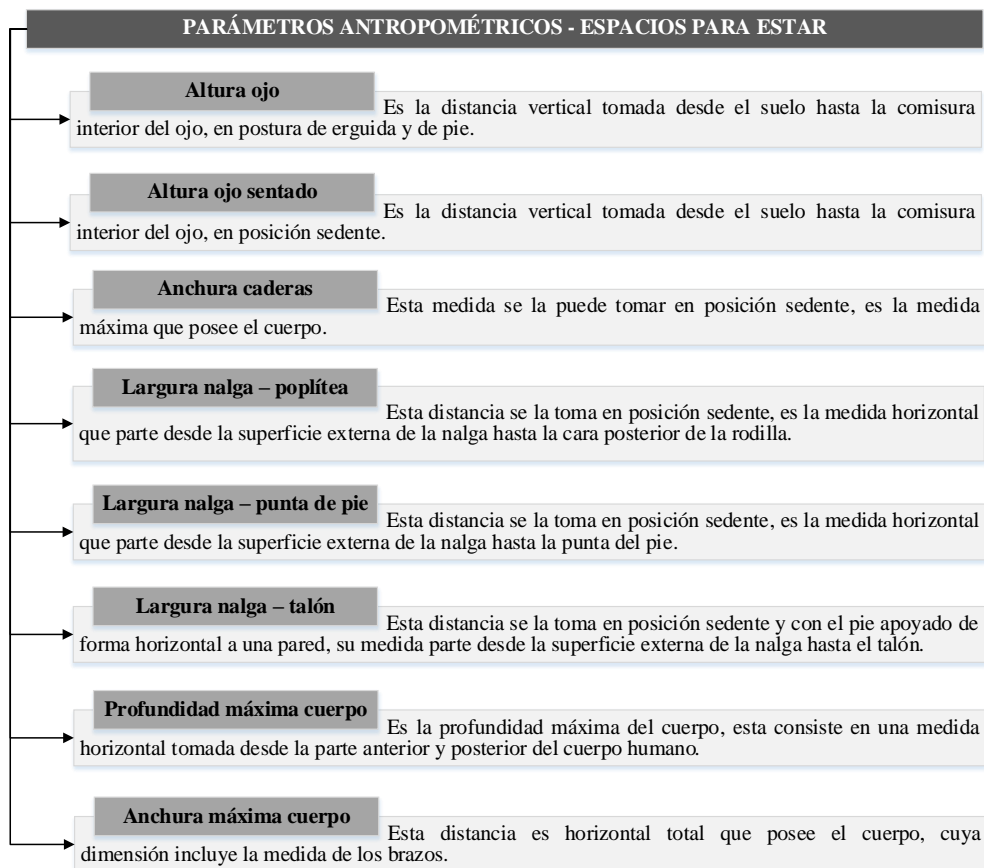 PARÁMETROS ANTROPOMÉTRICOS - ESPACIOS PARA ESTAR
Altura ojo
Es la distancia vertical tomada desde el suelo hasta la comisura
interior del ojo, en postura de erguida y de pie.
Altura ojo sentado
Es la distancia vertical tomada desde el suelo hasta la comisura
interior del ojo, en posición sedente.
Anchura caderas
Esta medida se la puede tomar en posición sedente, es la medida
máxima que posee el cuerpo.
Largura nalga – poplítea
Esta distancia se la toma en posición sedente, es la medida horizontal
que parte desde la superficie externa de la nalga hasta la cara posterior de la rodilla.
Largura nalga – punta de pie
Esta distancia se la toma en posición sedente, es la medida horizontal
que parte desde la superficie externa de la nalga hasta la punta del pie.
Largura nalga – talón
Esta distancia se la toma en posición sedente y con el pie apoyado de
forma horizontal a una pared, su medida parte desde la superficie externa de la nalga hasta el talón.
Profundidad máxima cuerpo
Es la profundidad máxima del cuerpo, esta consiste en una medida
horizontal tomada desde la parte anterior y posterior del cuerpo humano.
Anchura máxima cuerpo
Esta distancia es horizontal total que posee el cuerpo, cuya
dimensión incluye la medida de los brazos.